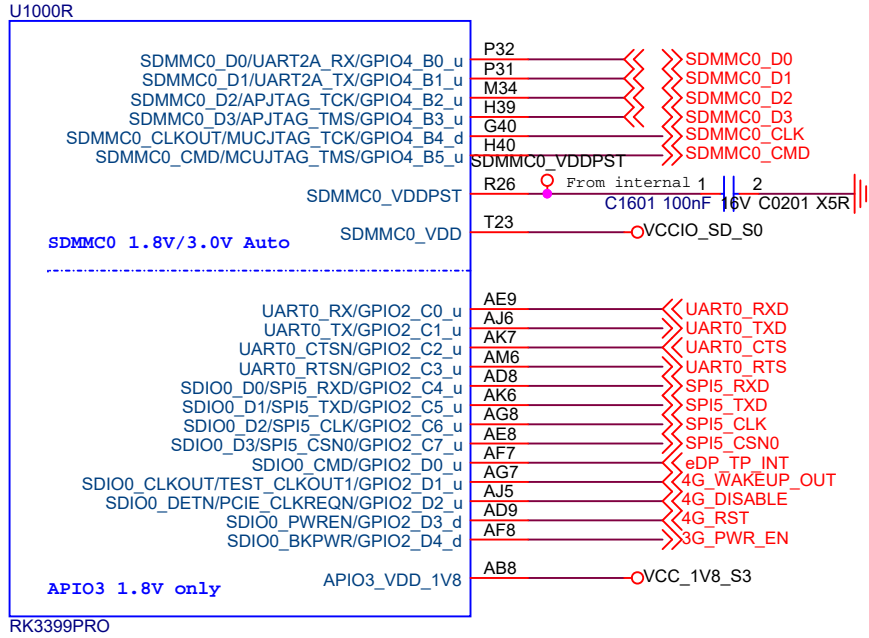 U1000R
SDMMC0_D0/UART2A_RX/GPIO4_B0_u P32 SDMMC0_D0
SDMMC0_D1/UART2A_TX/GPIO4_B1_u P31 SDMMC0_D1
SDMMC0_D2/APJTAG_TCK/GPIO4_B2_u M34 SDMMC0_D2
SDMMC0_D3/APJTAG_TMS/GPIO4_B3_u H39 SDMMC0_D3
SDMMC0_CLKOUT/MUCJTAG_TCK/GPIO4_B4_d G40 SDMMC0_CLK
SDMMC0_CMD/MCUJTAG_TMS/GPIO4_B5_u H40 SDMMC0_CMD
SDMMC0_VDDPST
SDMMC0_VDDPST R26 From internal 1 2
C1601 100nF 16V C0201 X5R
SDMMC0_VDD T23 VCCIO_SD_S0
SDMMC0 1.8V/3.0V Auto
UART0_RX/GPIO2_C0_u AE9 UART0_RXD
UART0_TX/GPIO2_C1_u AJ6 UART0_TXD
UART0_CTSN/GPIO2_C2_u AK7 UART0_CTS
UART0_RTSN/GPIO2_C3_u AM6 UART0_RTS
SDIO0_D0/SPI5_RXD/GPIO2_C4_u AD8 SPI5_RXD
SDIO0_D1/SPI5_TXD/GPIO2_C5_u AK6 SPI5_TXD
SDIO0_D2/SPI5_CLK/GPIO2_C6_u AG8 SPI5_CLK
SDIO0_D3/SPI5_CSN0/GPIO2_C7_u AE8 SPI5_CSN0
SDIO0_CMD/GPIO2_D0_u AF7 eDP_TP_INT
SDIO0_CLKOUT/TEST_CLKOUT1/GPIO2_D1_u AG7 4G_WAKEUP_OUT
SDIO0_DETN/PCIE_CLKREQN/GPIO2_D2_u AJ5 4G_DISABLE
SDIO0_PWREN/GPIO2_D3_d AD9 4G_RST
SDIO0_BKPWR/GPIO2_D4_d AF8 3G_PWR_EN
APIO3_VDD_1V8 AB8 VCC_1V8_S3
APIO3 1.8V only
RK3399PRO